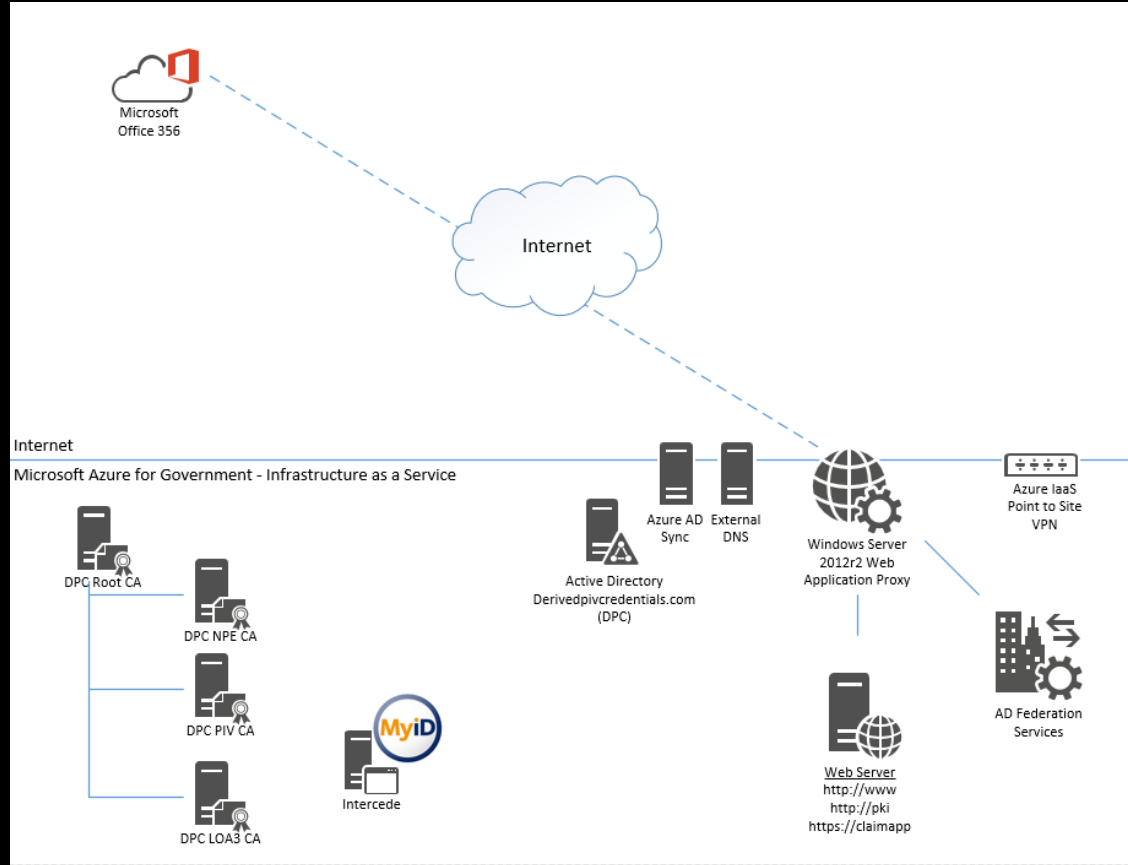 Microsoft
Office 356
Internet
Internet
Microsoft Azure for Government - Infrastructure as a Service
DPC Root CA
DPC NPE CA
DPC PIV CA
DPC LOA3 CA
MyiD
Intercede
Active Directory
Derivedpivcredentials.com
(DPC)
Azure AD
Sync
External
DNS
Windows Server
2012r2 Web
Application Proxy
Azure IaaS
Point to Site
VPN
Web Server
http://www
http://pki
https://claimapp
AD Federation
Services